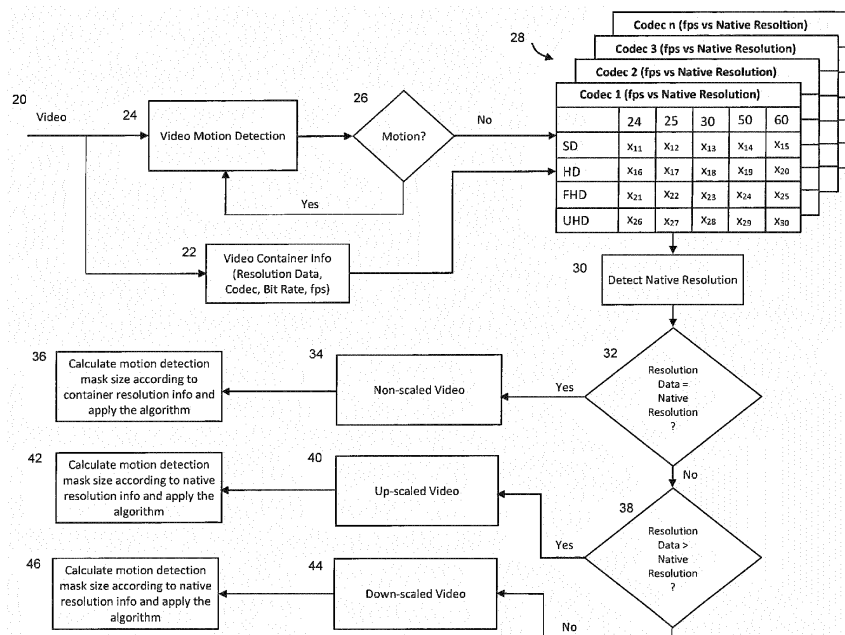 Codec n (fps vs Native Resoltion)
Codec 3 (fps vs Native Resolution)
Codec 2 (fps vs Native Resolution)
Codec 1 (fps vs Native Resolution)
28
24 25 30 50 60
SD x11 x12 x13 x14 x15
HD x16 x17 x18 x19 x20
FHD x21 x22 x23 x24 x25
UHD x26 x27 x28 x29 x30
20
Video
24
Video Motion Detection
26
Motion?
No
Yes
22
Video Container Info
(Resolution Data,
Codec, Bit Rate, fps)
30
Detect Native Resolution
32
Resolution
Data =
Native
Resolution
?
Yes
34
Non-scaled Video
36
Calculate motion detection
mask size according to
container resolution info and
apply the algorithm
No
38
Resolution
Data >
Native
Resolution
?
Yes
40
Up-scaled Video
42
Calculate motion detection
mask size according to native
resolution info and apply the
algorithm
No
44
Down-scaled Video
46
Calculate motion detection
mask size according to native
resolution info and apply the
algorithm